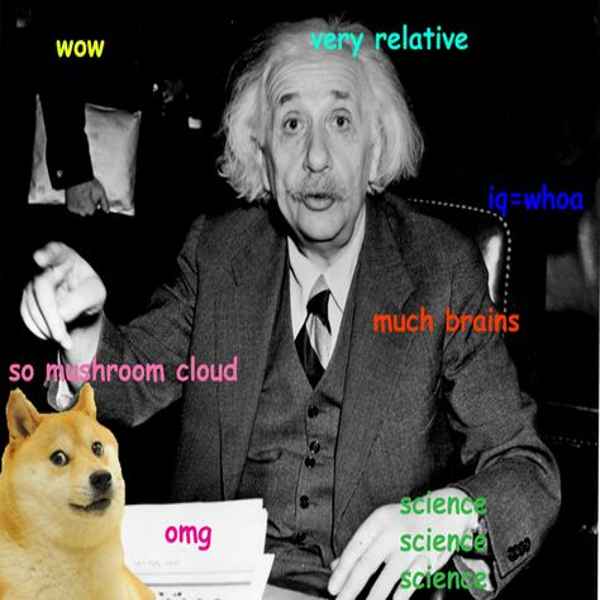 wow
very relative
iq=whoa
much brains
so mushroom cloud
omg
science
science
science